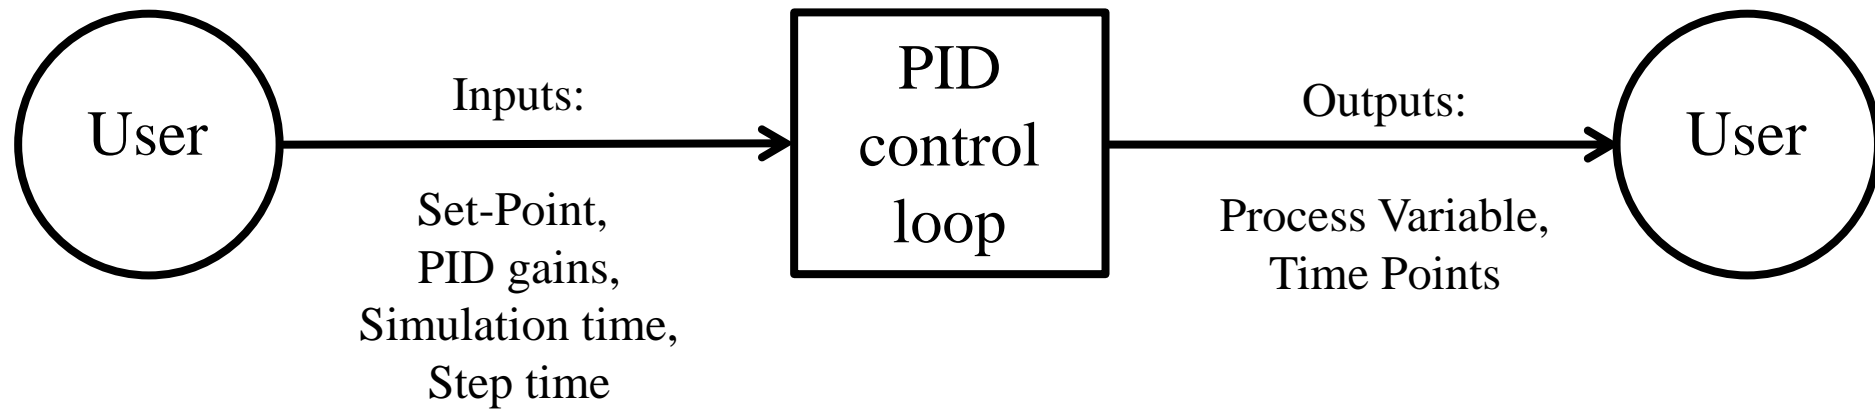 User
Inputs:
Set-Point,
PID gains,
Simulation time,
Step time
PID
control
loop
Outputs:
Process Variable,
Time Points
User